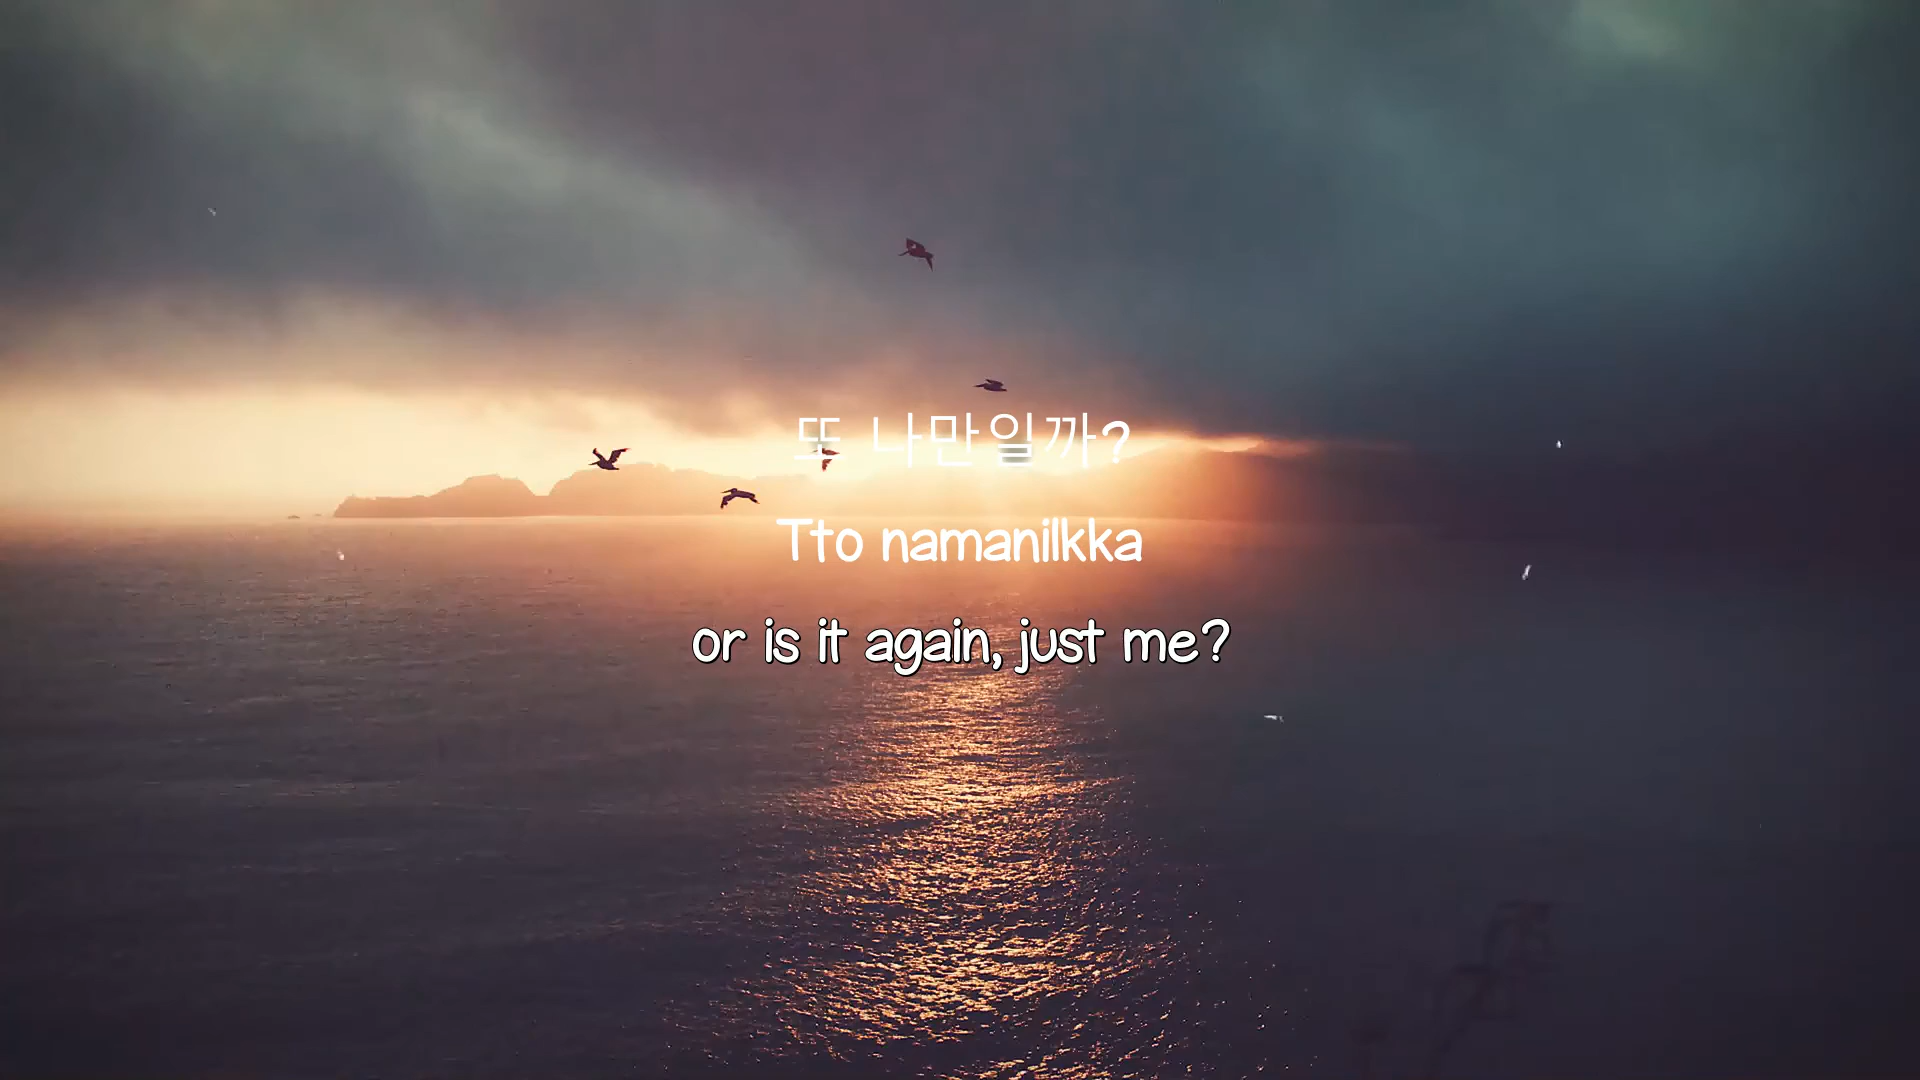 또 나만일까?
Tto namanilkka
or is it again, just me?